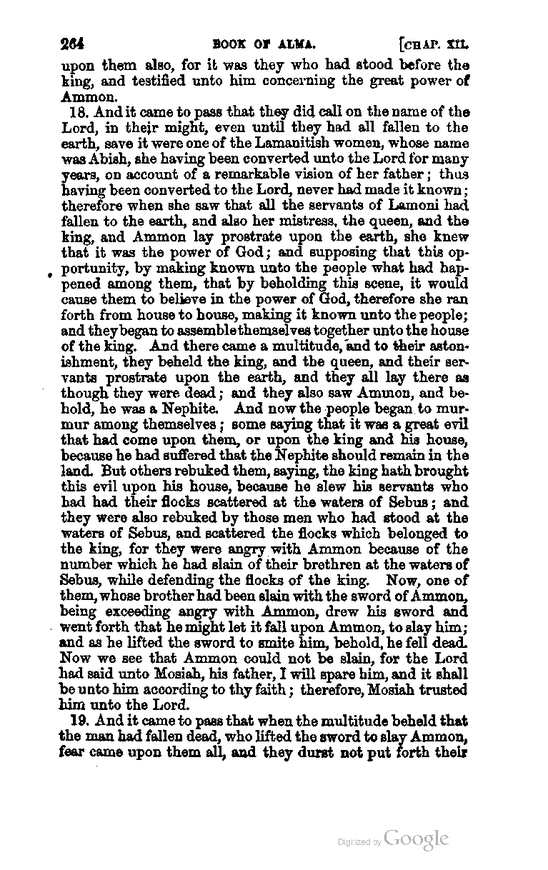 264 BOOK OF ALMA. [CHAP. XII.
upon them also, for it was they who had stood before the
king, and testified unto him concerning the great power of
Ammon.
18. And it came to pass that they did call on the name of the
Lord, in their might, even until they had all fallen to the
earth, save it were one of the Lamanitish women, whose name
was Abish, she having been converted unto the Lord for many
years, on account of a remarkable vision of her father; thus
having been converted to the Lord, never had made it known;
therefore when she saw that all the servants of Lamoni had
fallen to the earth, and also her mistress, the queen, and the
king, and Ammon lay prostrate upon the earth, she knew
that it was the power of God; and supposing that this op-
portunity, by making known unto the people what had hap-
pened among them, that by beholding this scene, it would
cause them to believe in the power of God, therefore she ran
forth from house to house, making it known unto the people;
and they began to assemble themselves together unto the house
of the king. And there came a multitude, and to their aston-
ishment, they beheld the king, and the queen, and their ser-
vants prostrate upon the earth, and they all lay there as
though they were dead; and they also saw Ammon, and be-
hold, he was a Nephite. And now the people began to mur-
mur among themselves; some saying that it was a great evil
that had come upon them, or upon the king and his house,
because he had suffered that the Nephite should remain in the
land. But others rebuked them, saying, the king hath brought
this evil upon his house, because he slew his servants who
had had their flocks scattered at the waters of Sebus; and
they were also rebuked by those men who had stood at the
waters of Sebus, and scattered the flocks which belonged to
the king, for they were angry with Ammon because of the
number which he had slain of their brethren at the waters of
Sebus, while defending the flocks of the king. Now, one of
them, whose brother had been slain with the sword of Ammon,
being exceeding angry with Ammon, drew his sword and
went forth that he might let it fall upon Ammon, to slay him;
and as he lifted the sword to smite him, behold, he fell dead.
Now we see that Ammon could not be slain, for the Lord
had said unto Mosiah, his father, I will spare him, and it shall
be unto him according to thy faith; therefore, Mosiah trusted
him unto the Lord.
19. And it came to pass that when the multitude beheld that
the man had fallen dead, who lifted the sword to slay Ammon,
fear came upon them all, and they durst not put forth their
Digitized by Google